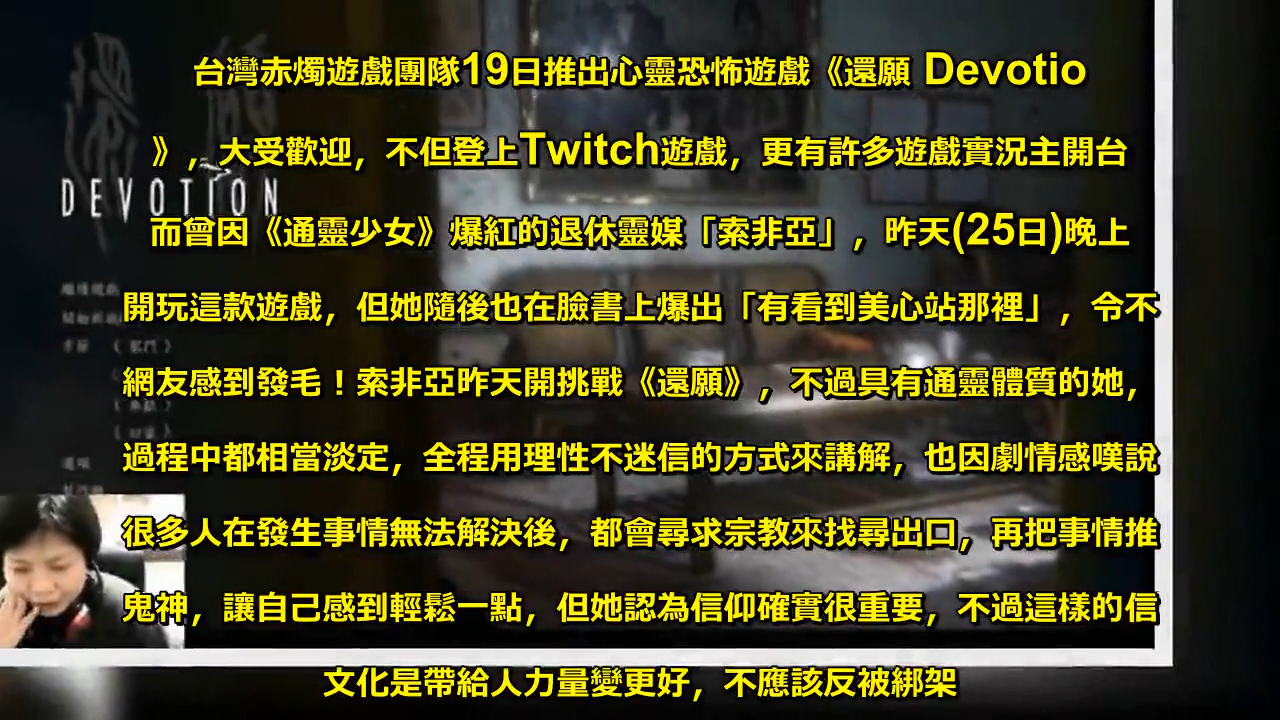 台灣赤燭遊戲團隊19日推出心靈恐怖遊戲《還願 Devotio
》，大受歡迎，不但登上Twitch遊戲，更有許多遊戲實況主開台
而曾因《通靈少女》爆紅的退休靈媒「索非亞」，昨天(25日)晚上
開玩這款遊戲，但她隨後也在臉書上爆出「有看到美心站那裡」，令不
網友感到發毛！索非亞昨天開挑戰《還願》，不過具有通靈體質的她，
過程中都相當淡定，全程用理性不迷信的方式來講解，也因劇情感嘆說
很多人在發生事情無法解決後，都會尋求宗教來找尋出口，再把事情推
鬼神，讓自己感到輕鬆一點，但她認為信仰確實很重要，不過這樣的信
文化是帶給人力量變更好，不應該反被綁架
還願
DEVOTION